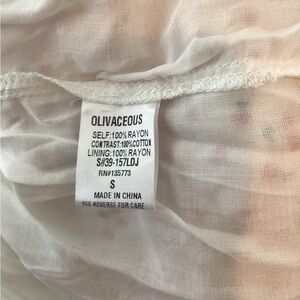 OLIVACEOUS
SELF:100% RAYON
CONTRAST:100%COTTON
LINING:100% RAYON
S#39-157LDJ
RN#135773
S
MADE IN CHINA
SEE REVERSE FOR CARE